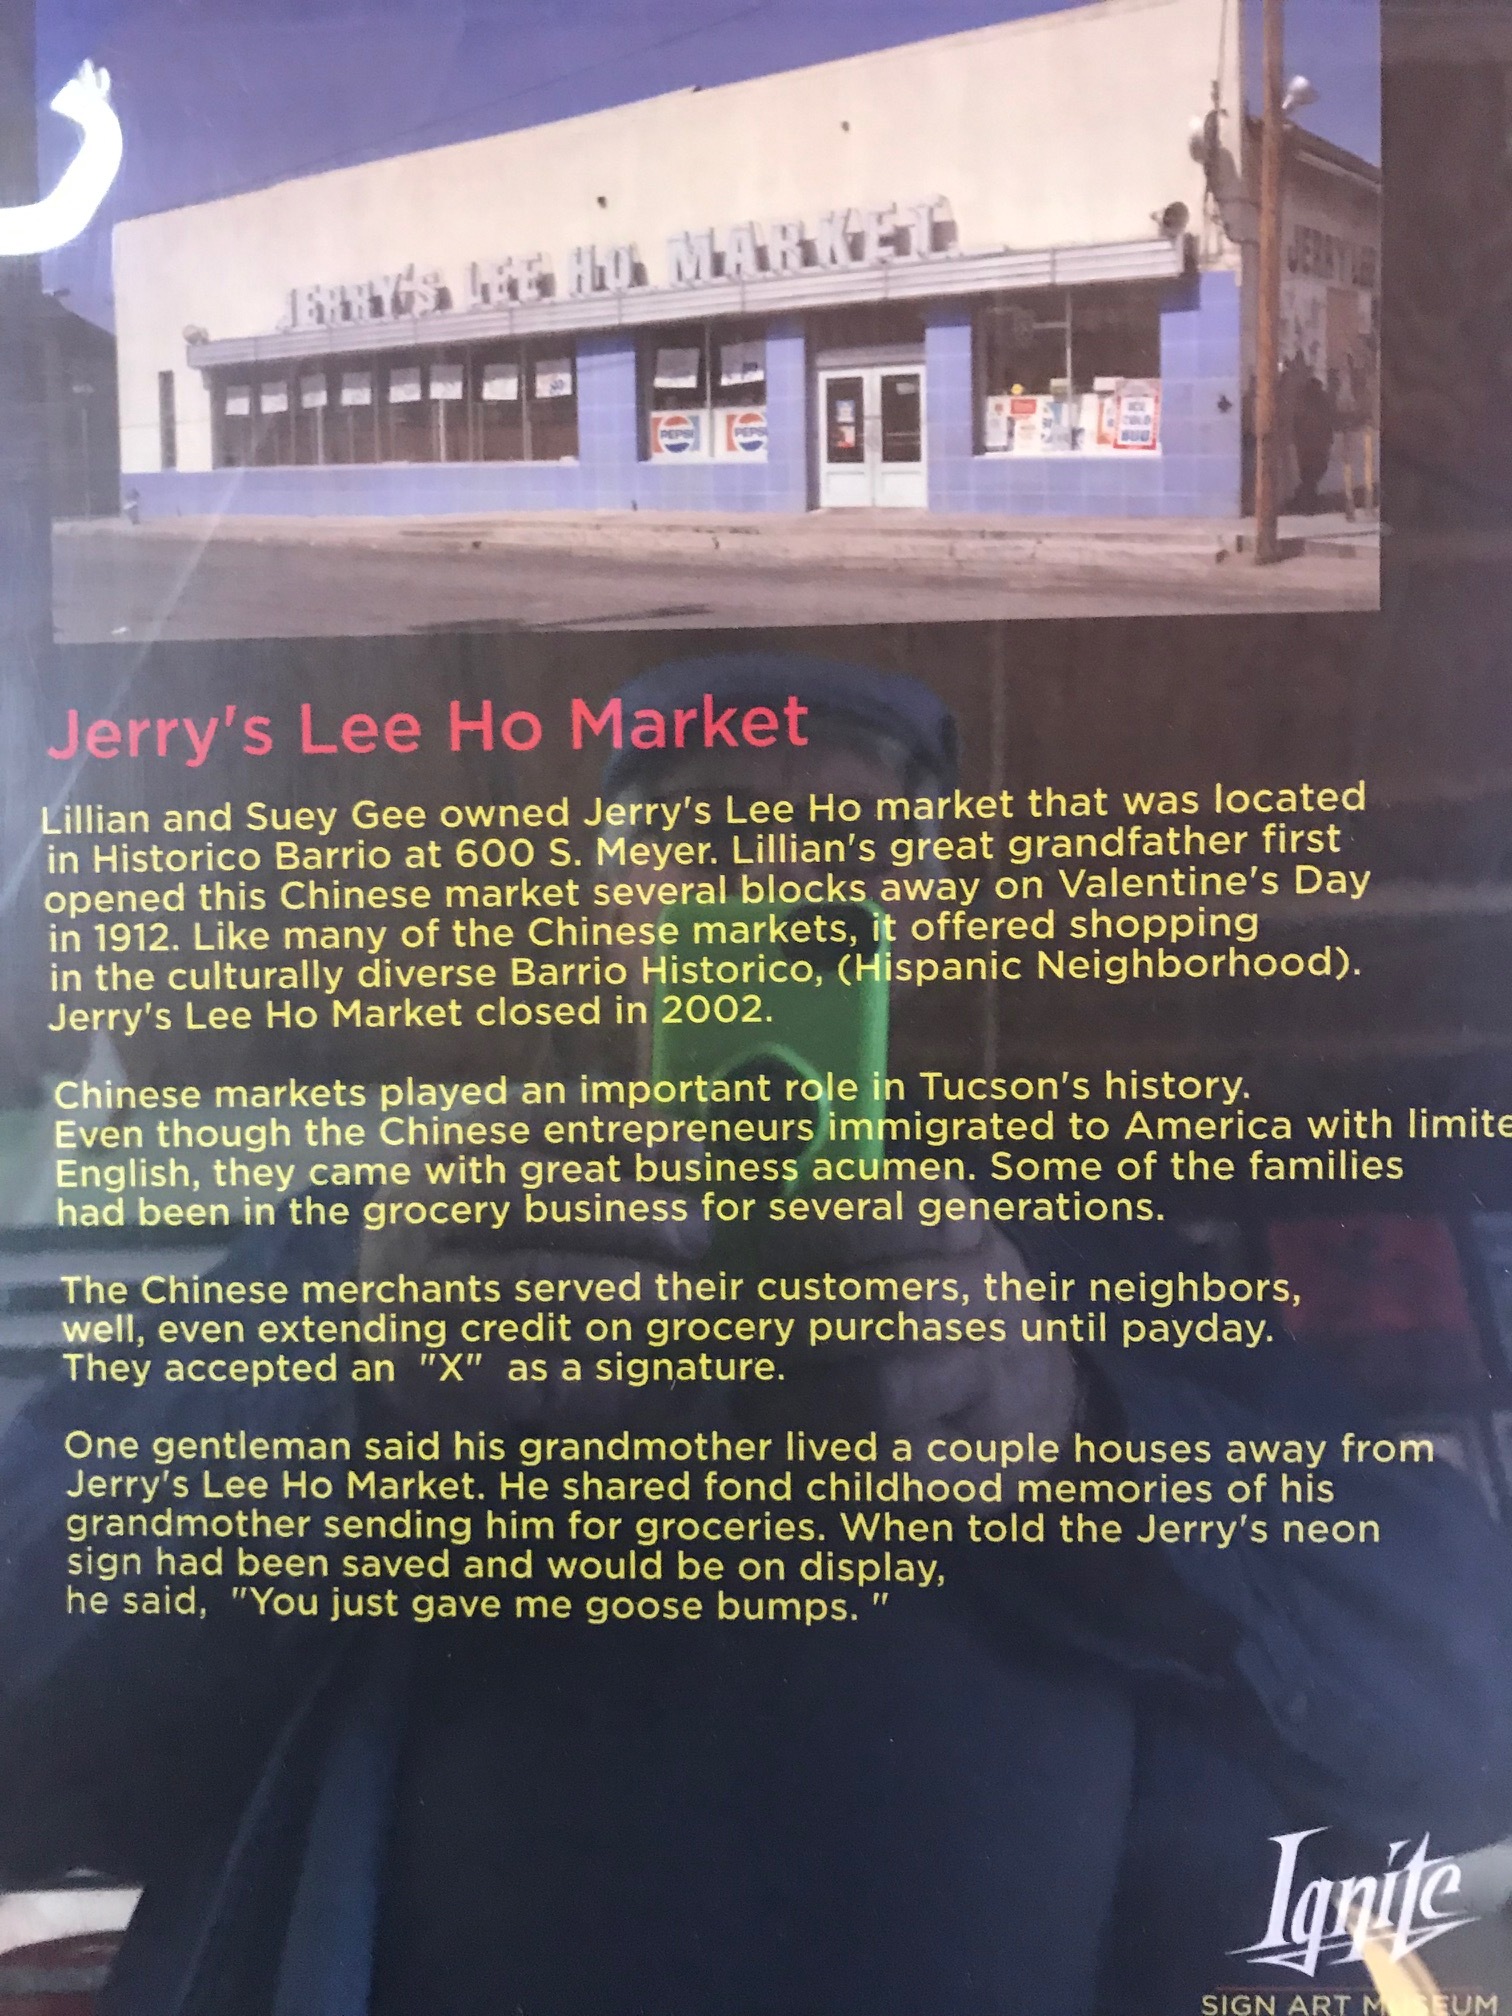 JERRY'S LEE HO MARKET
JERRY LEE
PEPSI
PEPSI
ICE
COLD
Jerry's Lee Ho Market
Lillian and Suey Gee owned Jerry's Lee Ho market that was located
in Historico Barrio at 600 S. Meyer. Lillian's great grandfather first
opened this Chinese market several blocks away on Valentine's Day
in 1912. Like many of the Chinese markets, it offered shopping
in the culturally diverse Barrio Historico, (Hispanic Neighborhood).
Jerry's Lee Ho Market closed in 2002.
Chinese markets played an important role in Tucson's history.
Even though the Chinese entrepreneurs immigrated to America with limite
English, they came with great business acumen. Some of the families
had been in the grocery business for several generations.
The Chinese merchants served their customers, their neighbors,
well, even extending credit on grocery purchases until payday.
They accepted an "X" as a signature.
One gentleman said his grandmother lived a couple houses away from
Jerry's Lee Ho Market. He shared fond childhood memories of his
grandmother sending him for groceries. When told the Jerry's neon
sign had been saved and would be on display,
he said, "You just gave me goose bumps. "
Ignite
SIGN ART MUSEUM